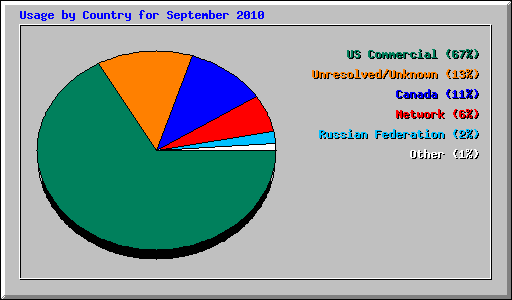 Usage by Country for September 2010
US Commercial (67%)
Unresolved/Unknown (13%)
Canada (11%)
Network (6%)
Russian Federation (2%)
Other (1%)